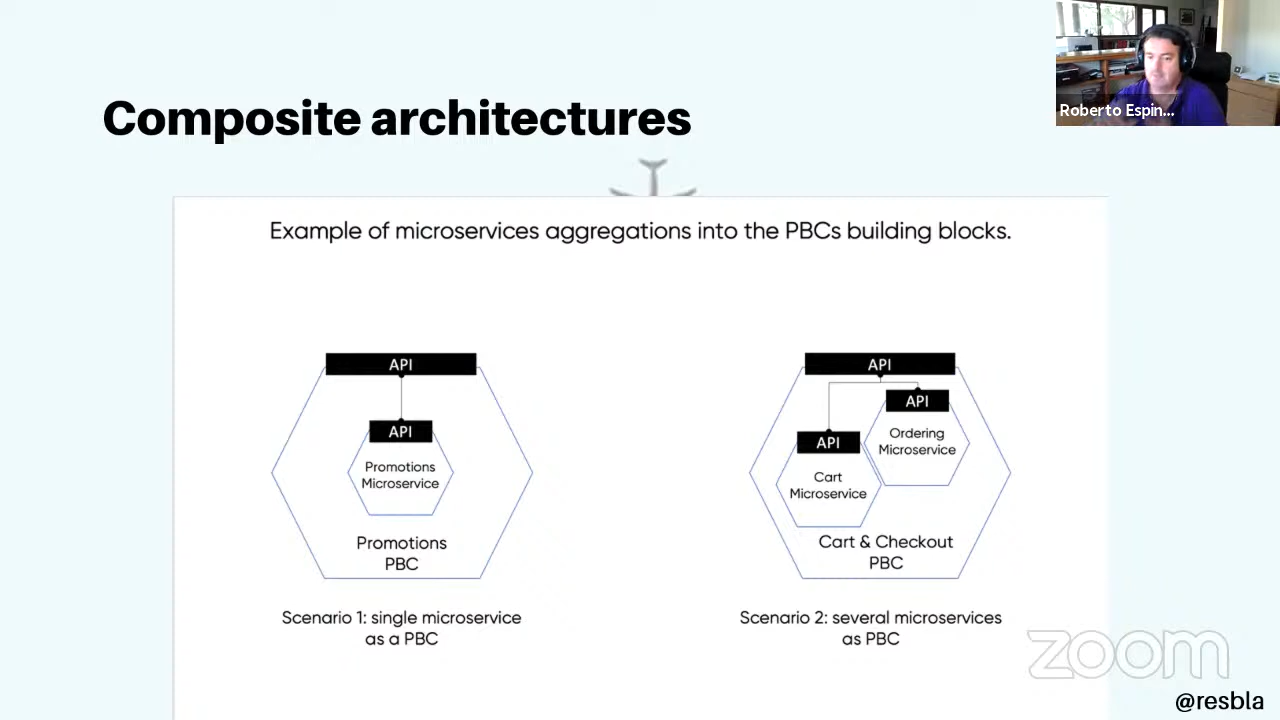 Roberto Espin...
Composite architectures
Example of microservices aggregations into the PBCs building blocks.
API
API
Promotions
Microservice
Promotions
PBC
Scenario 1: single microservice
as a PBC
API
API
Ordering
Microservice
API
Cart
Microservice
Cart & Checkout
PBC
Scenario 2: several microservices
as PBC
zoom
@resbla